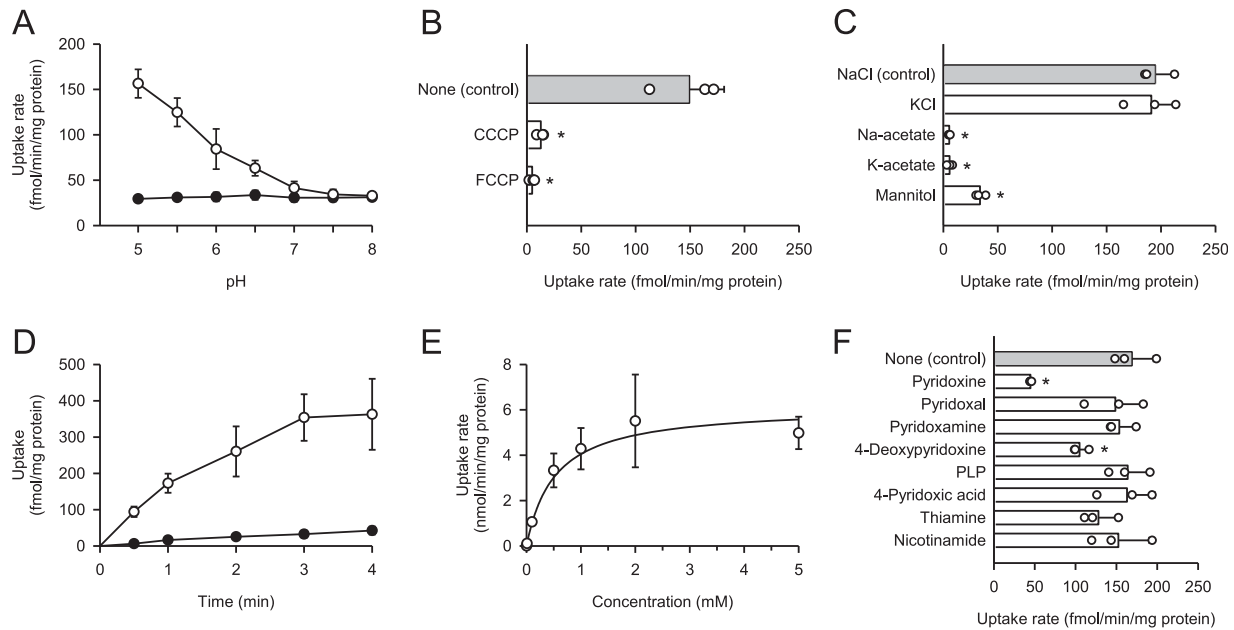 A
Uptake rate
(fmol/min/mg protein)
200
150
100
50
0
5 6 7 8
pH
B
None (control)
CCCP
*
FCCP
*
0 50 100 150 200 250
Uptake rate (fmol/min/mg protein)
C
NaCl (control)
KCl
Na-acetate
*
K-acetate
*
Mannitol
*
0 50 100 150 200 250
Uptake rate (fmol/min/mg protein)
D
Uptake
(fmol/mg protein)
500
400
300
200
100
0
0 1 2 3 4
Time (min)
E
Uptake rate
(nmol/min/mg protein)
8
6
4
2
0
0 1 2 3 4 5
Concentration (mM)
F
None (control)
Pyridoxine
*
Pyridoxal
Pyridoxamine
4-Deoxypyridoxine
*
PLP
4-Pyridoxic acid
Thiamine
Nicotinamide
0 50 100 150 200 250
Uptake rate (fmol/min/mg protein)